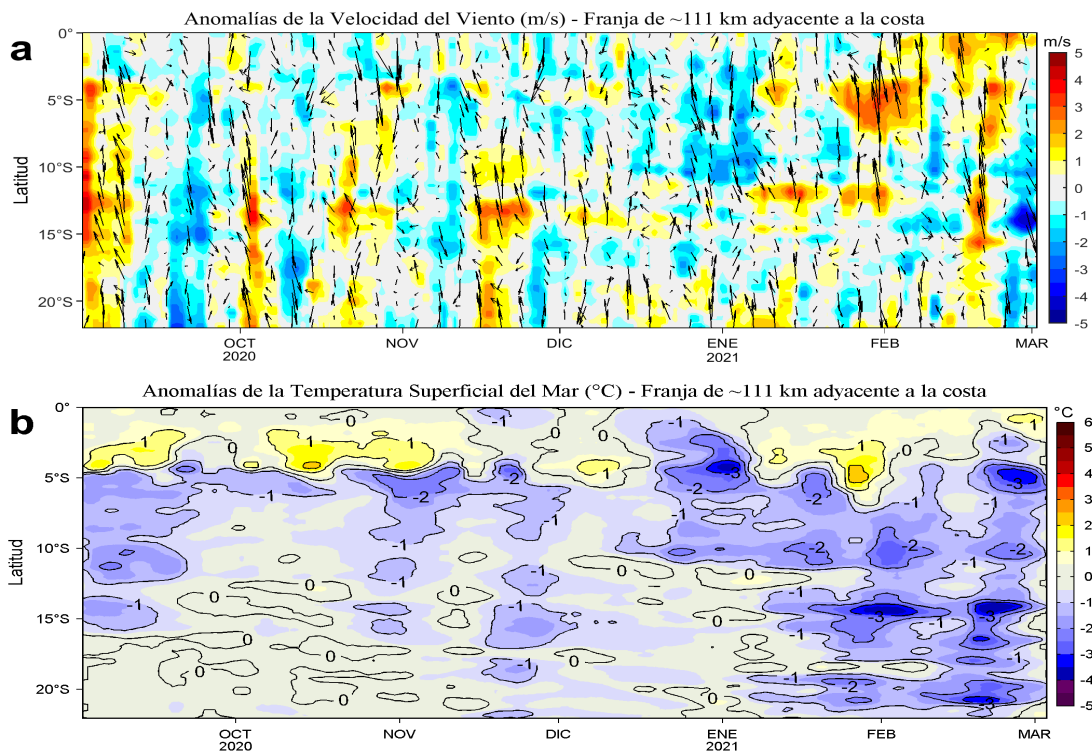 Anomalías de la Velocidad del Viento (m/s) - Franja de ~111 km adyacente a la costa
a
m/s
0°
5°S
10°S
15°S
20°S
Latitud
5
4
3
2
1
0
-1
-2
-3
-4
-5
OCT
2020
NOV
DIC
ENE
2021
FEB
MAR
Anomalías de la Temperatura Superficial del Mar (°C) - Franja de ~111 km adyacente a la costa
b
°C
0°
5°S
10°S
15°S
20°S
Latitud
6
5
4
3
2
1
0
-1
-2
-3
-4
-5
OCT
2020
NOV
DIC
ENE
2021
FEB
MAR